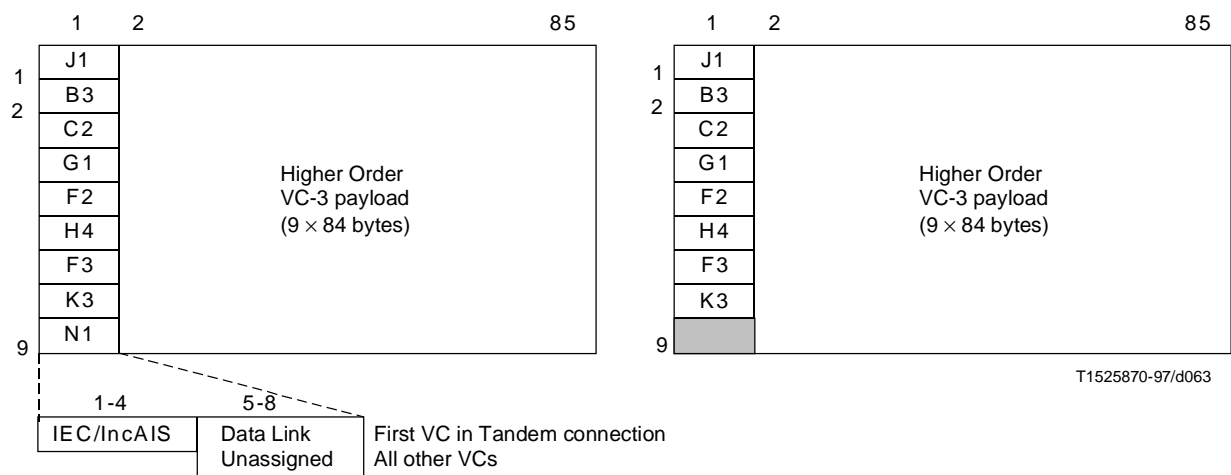 1 2 85
1 J1
2 B3
C2
G1
F2
H4
F3
K3
9 N1
Higher Order
VC-3 payload
(9 × 84 bytes)
1-4 5-8
IEC/IncAIS Data Link First VC in Tandem connection
Unassigned All other VCs
1 2 85
1 J1
2 B3
C2
G1
F2
H4
F3
K3
9
Higher Order
VC-3 payload
(9 × 84 bytes)
T1525870-97/d063